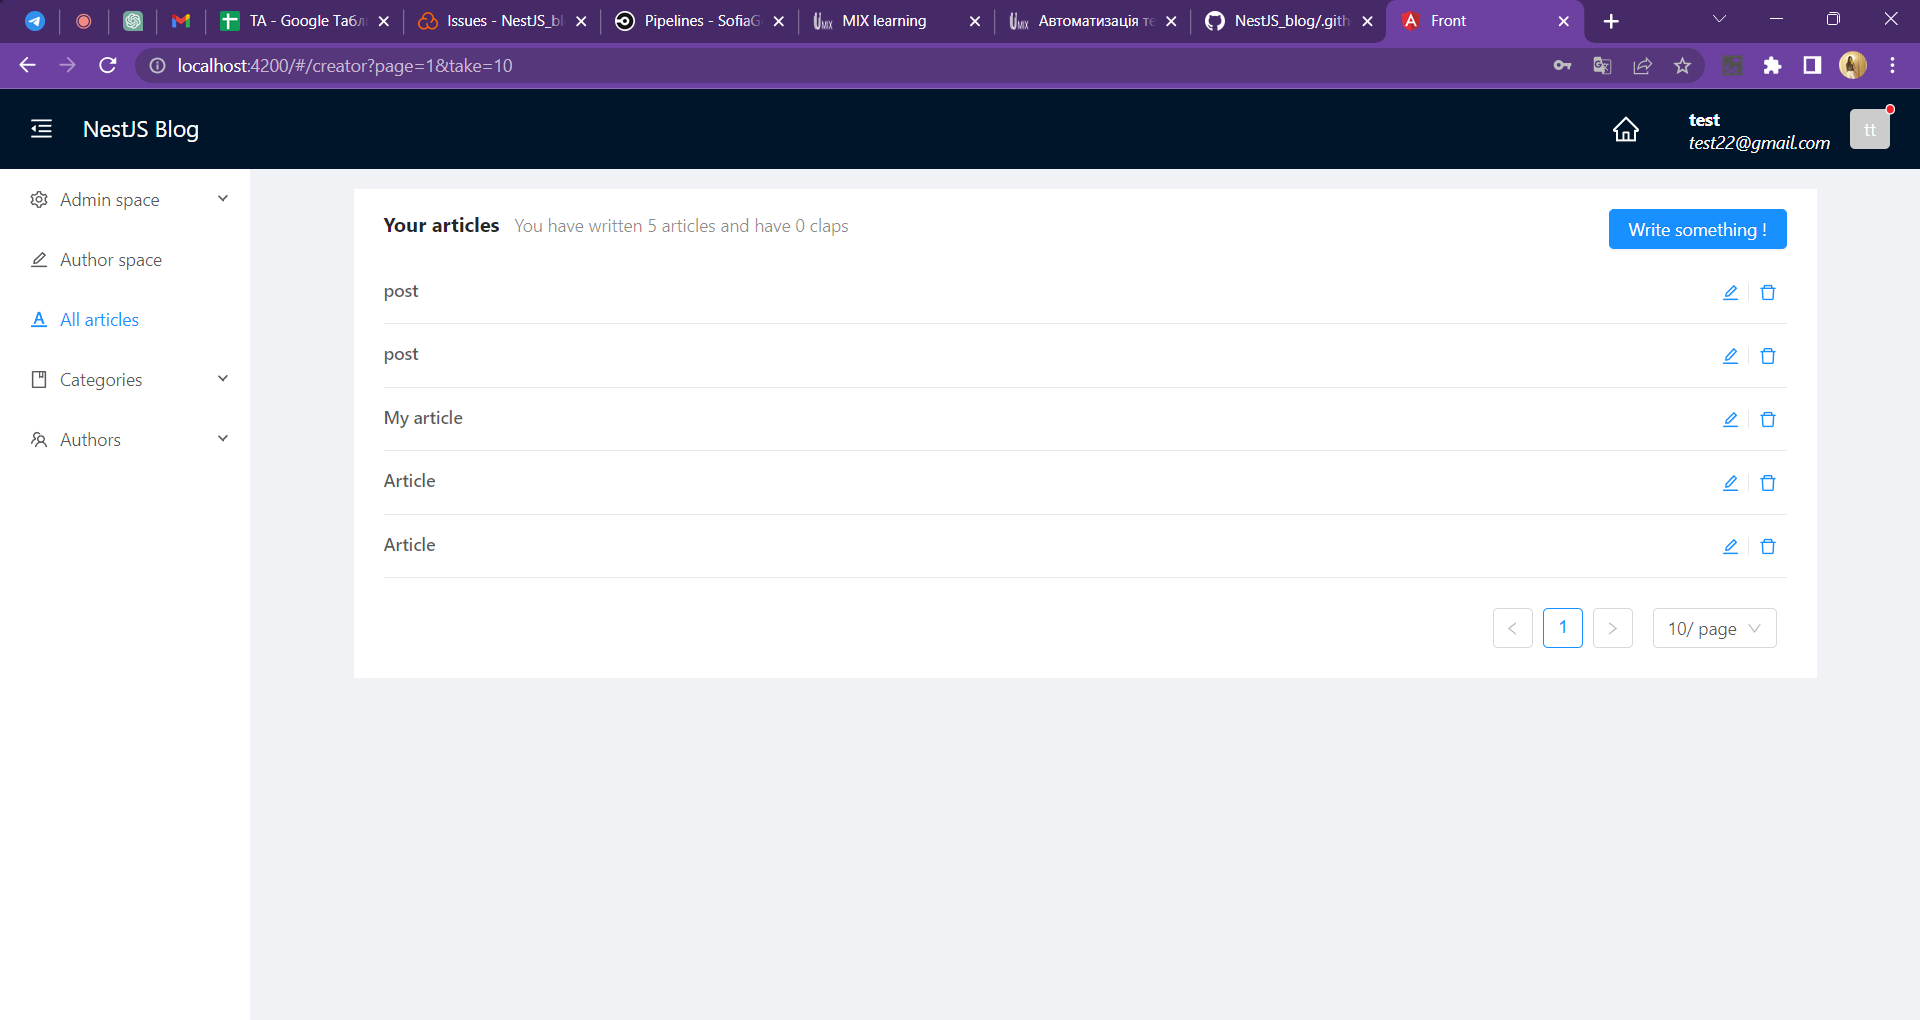 TA - Google Табл
Issues - NestJS_bl
Pipelines - SofiaG
MIX learning
Автоматизація те
NestJS_blog/.gith
Front
localhost:4200/#/creator?page=1&take=10
NestJS Blog
test
test22@gmail.com
tt
Admin space
Author space
All articles
Categories
Authors
Your articles You have written 5 articles and have 0 claps
Write something !
post
post
My article
Article
Article
< 1 > 10/ page